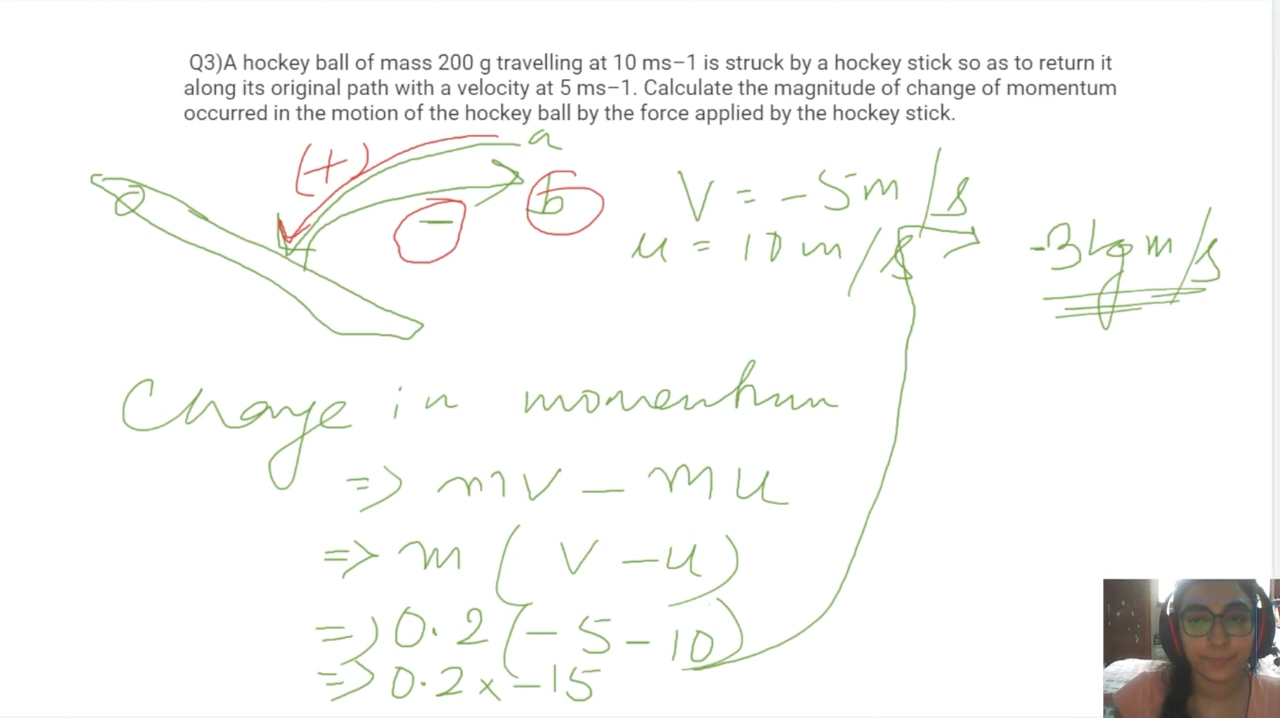 Q3)A hockey ball of mass 200 g travelling at 10 ms−1 is struck by a hockey stick so as to return it
along its original path with a velocity at 5 ms−1. Calculate the magnitude of change of momentum
occurred in the motion of the hockey ball by the force applied by the hockey stick.
a
(+)
b
−
V = -5m/s
u = 10m/s
-3kgm/s
Change in momentum
=> mv - mu
=> m(v-u)
=> 0.2(-5-10)
=> 0.2x-15